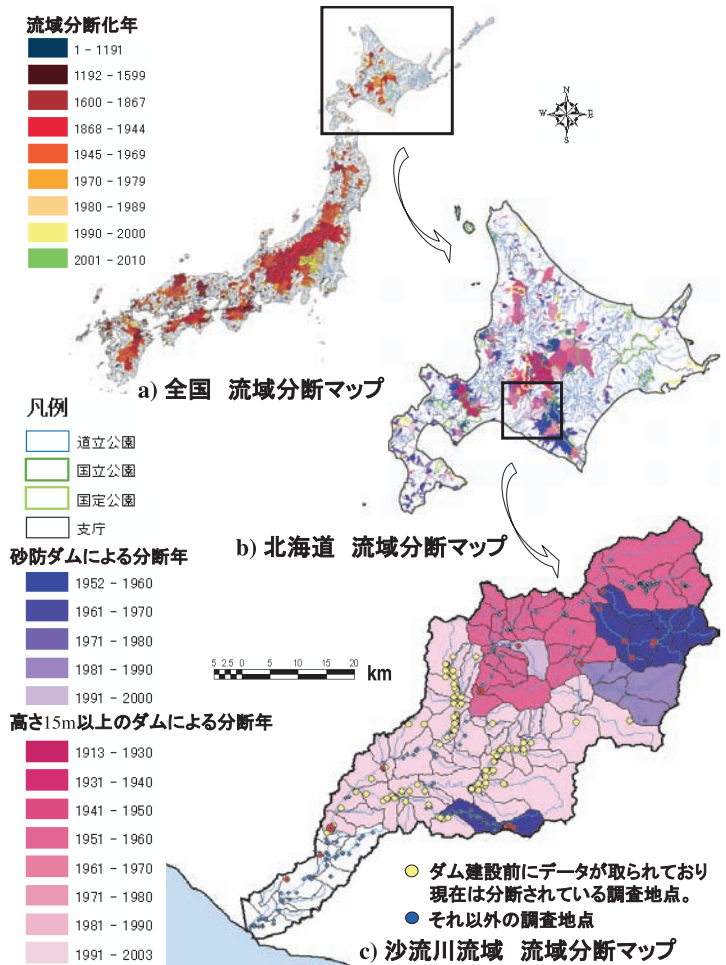 流域分断化年
1 - 1191
1192 - 1599
1600 - 1867
1868 - 1944
1945 - 1969
1970 - 1979
1980 - 1989
1990 - 2000
2001 - 2010
N
W
E
S
a) 全国 流域分断マップ
凡例
道立公園
国立公園
国定公園
支庁
b) 北海道 流域分断マップ
砂防ダムによる分断年
1952 - 1960
1961 - 1970
1971 - 1980
1981 - 1990
1991 - 2000
5 2.5 0 5 10 15 20
km
高さ15m以上のダムによる分断年
1913 - 1930
1931 - 1940
1941 - 1950
1951 - 1960
1961 - 1970
1971 - 1980
1981 - 1990
1991 - 2003
ダム建設前にデータが取られており
現在は分断されている調査地点。
それ以外の調査地点
c) 沙流川流域 流域分断マップ